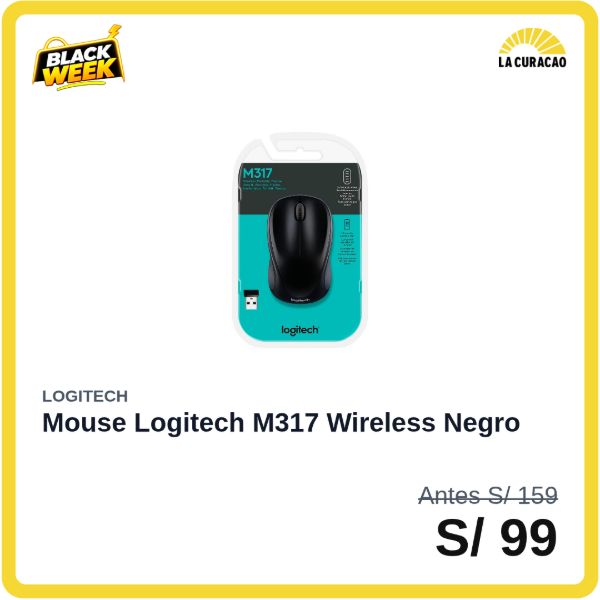 BLACK
WEEK
LA CURACAO
M317
logitech
LOGITECH
Mouse Logitech M317 Wireless Negro
Antes S/ 159
S/ 99